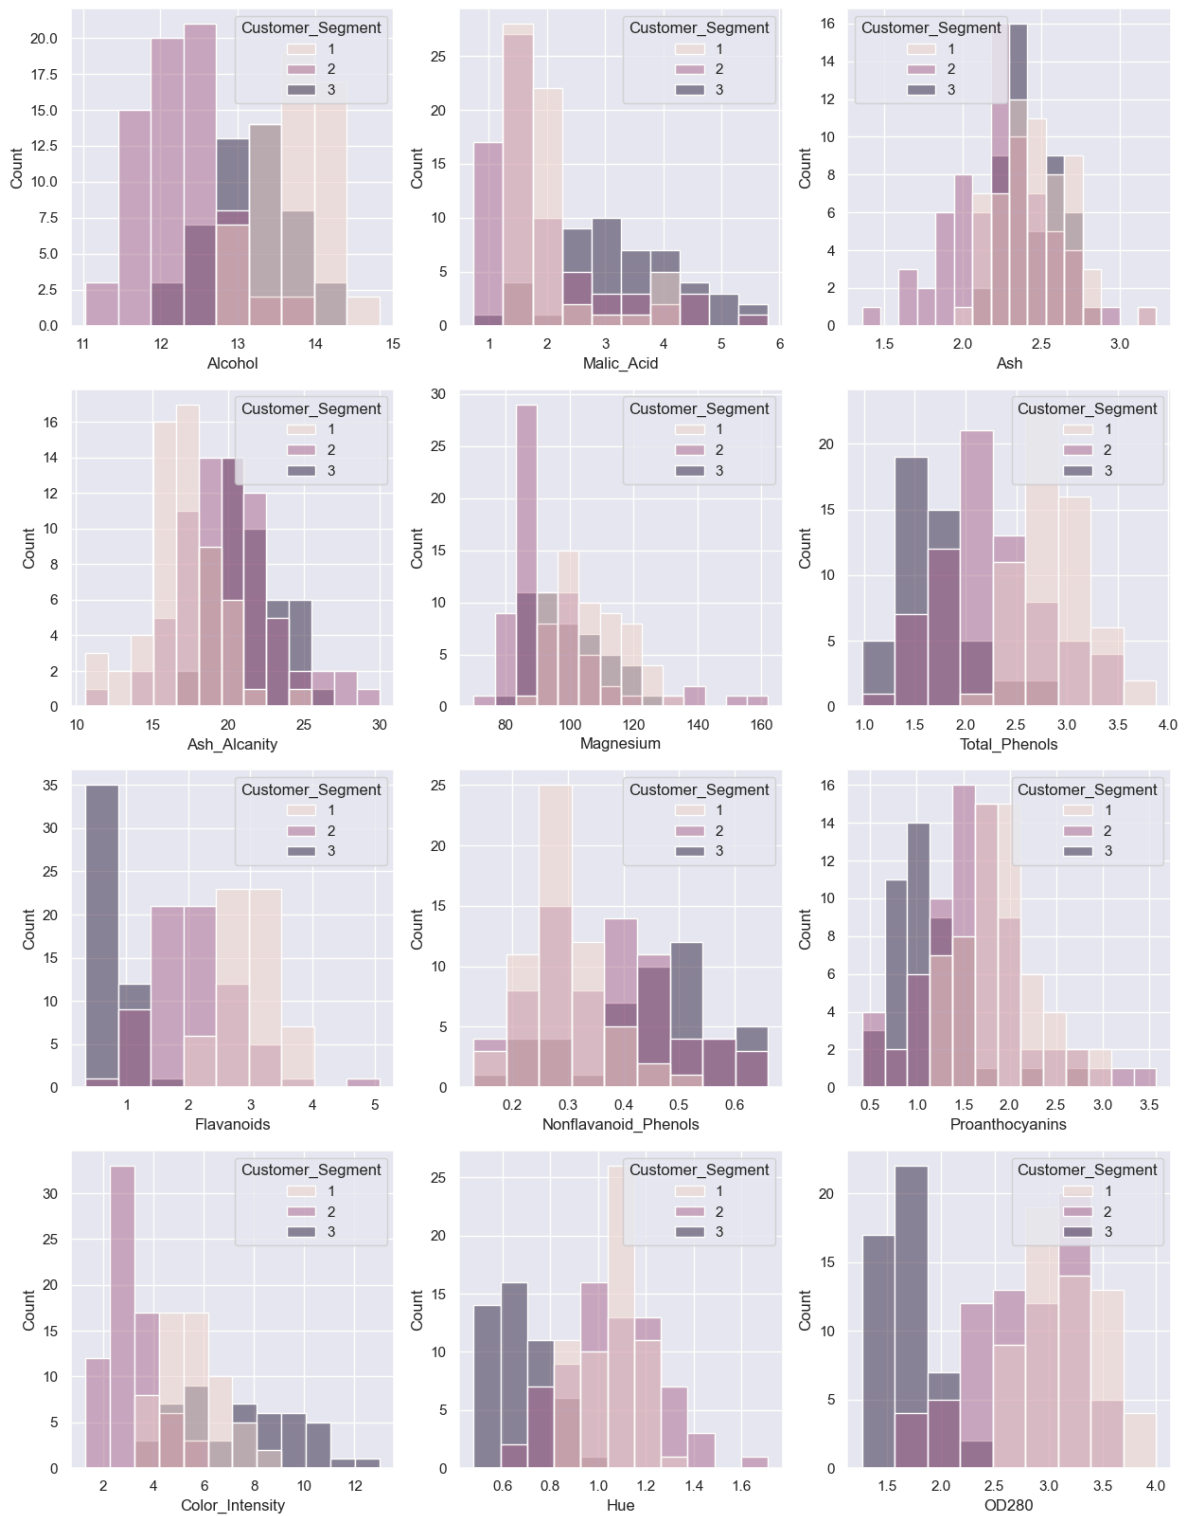 Customer_Segment
1
2
3
20.0
17.5
15.0
12.5
10.0
7.5
5.0
2.5
0.0
Count
11 12 13 14 15
Alcohol
Customer_Segment
1
2
3
25
20
15
10
5
0
Count
1 2 3 4 5 6
Malic_Acid
Customer_Segment
1
2
3
16
14
12
10
8
6
4
2
0
Count
1.5 2.0 2.5 3.0
Ash
Customer_Segment
1
2
3
16
14
12
10
8
6
4
2
0
Count
10 15 20 25 30
Ash_Alcanity
Customer_Segment
1
2
3
30
25
20
15
10
5
0
Count
80 100 120 140 160
Magnesium
Customer_Segment
1
2
3
20
15
10
5
0
Count
1.0 1.5 2.0 2.5 3.0 3.5 4.0
Total_Phenols
Customer_Segment
1
2
3
35
30
25
20
15
10
5
0
Count
1 2 3 4 5
Flavanoids
Customer_Segment
1
2
3
25
20
15
10
5
0
Count
0.2 0.3 0.4 0.5 0.6
Nonflavanoid_Phenols
Customer_Segment
1
2
3
16
14
12
10
8
6
4
2
0
Count
0.5 1.0 1.5 2.0 2.5 3.0 3.5
Proanthocyanins
Customer_Segment
1
2
3
30
25
20
15
10
5
0
Count
2 4 6 8 10 12
Color_Intensity
Customer_Segment
1
2
3
25
20
15
10
5
0
Count
0.6 0.8 1.0 1.2 1.4 1.6
Hue
Customer_Segment
1
2
3
20
15
10
5
0
Count
1.5 2.0 2.5 3.0 3.5 4.0
OD280